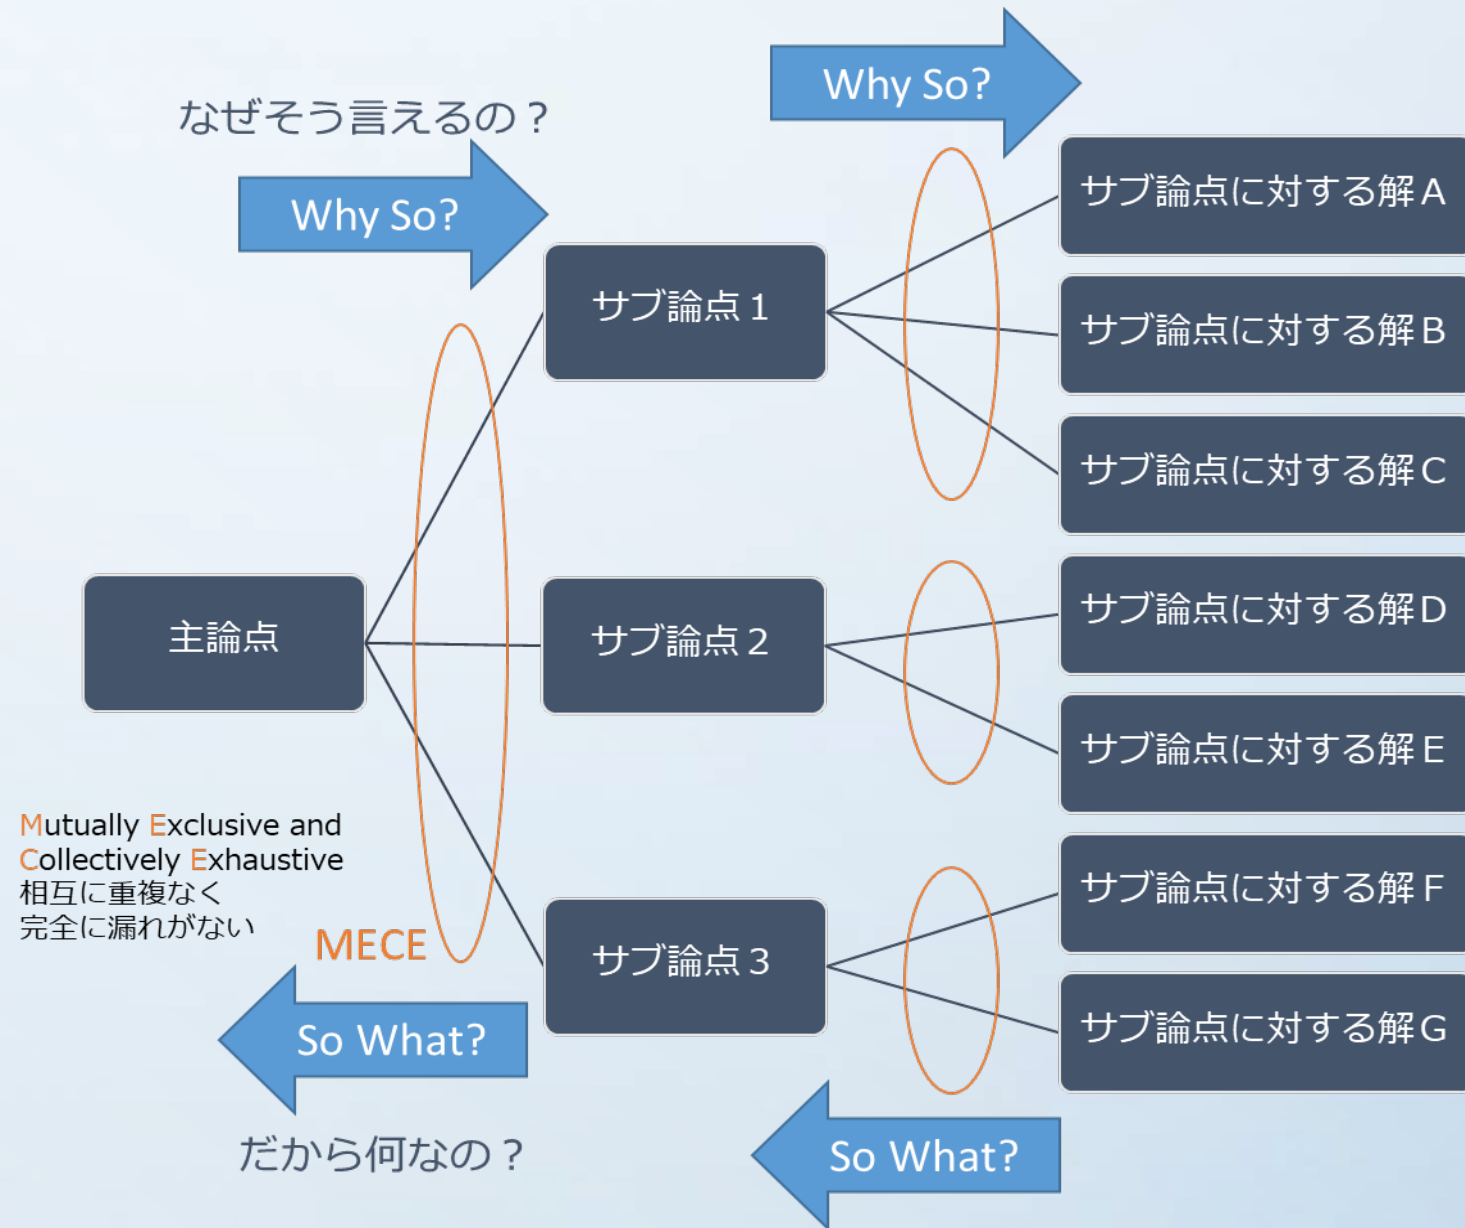 Why So?
なぜそう言えるの？
Why So?
サブ論点に対する解A
サブ論点１
サブ論点に対する解B
サブ論点に対する解C
主論点
サブ論点２
サブ論点に対する解D
サブ論点に対する解E
Mutually Exclusive and
Collectively Exhaustive
相互に重複なく
完全に漏れがない
MECE
サブ論点３
サブ論点に対する解F
サブ論点に対する解G
So What?
だから何なの？
So What?